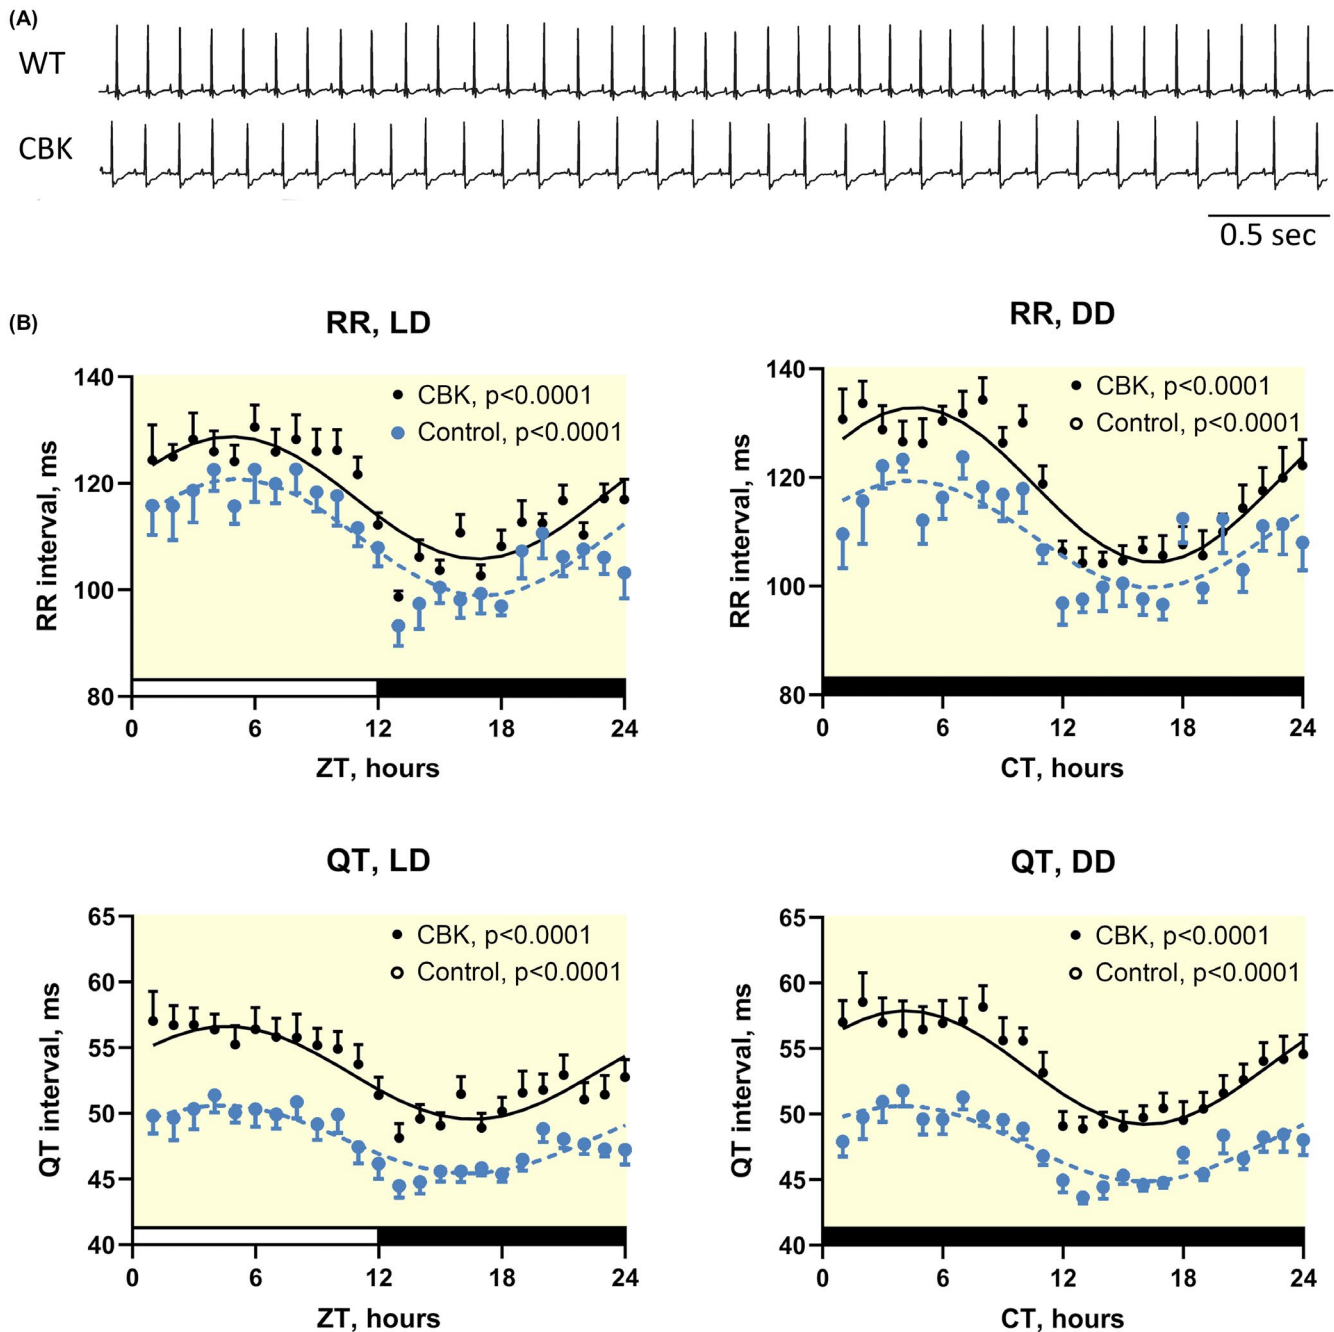 (A)
WT
CBK
0.5 sec
(B)
RR, LD
140
120
100
80
RR interval, ms
CBK, p<0.0001
Control, p<0.0001
0 6 12 18 24
ZT, hours
RR, DD
140
120
100
80
RR interval, ms
CBK, p<0.0001
Control, p<0.0001
0 6 12 18 24
CT, hours
QT, LD
65
60
55
50
45
40
QT interval, ms
CBK, p<0.0001
Control, p<0.0001
0 6 12 18 24
ZT, hours
QT, DD
65
60
55
50
45
40
QT interval, ms
CBK, p<0.0001
Control, p<0.0001
0 6 12 18 24
CT, hours